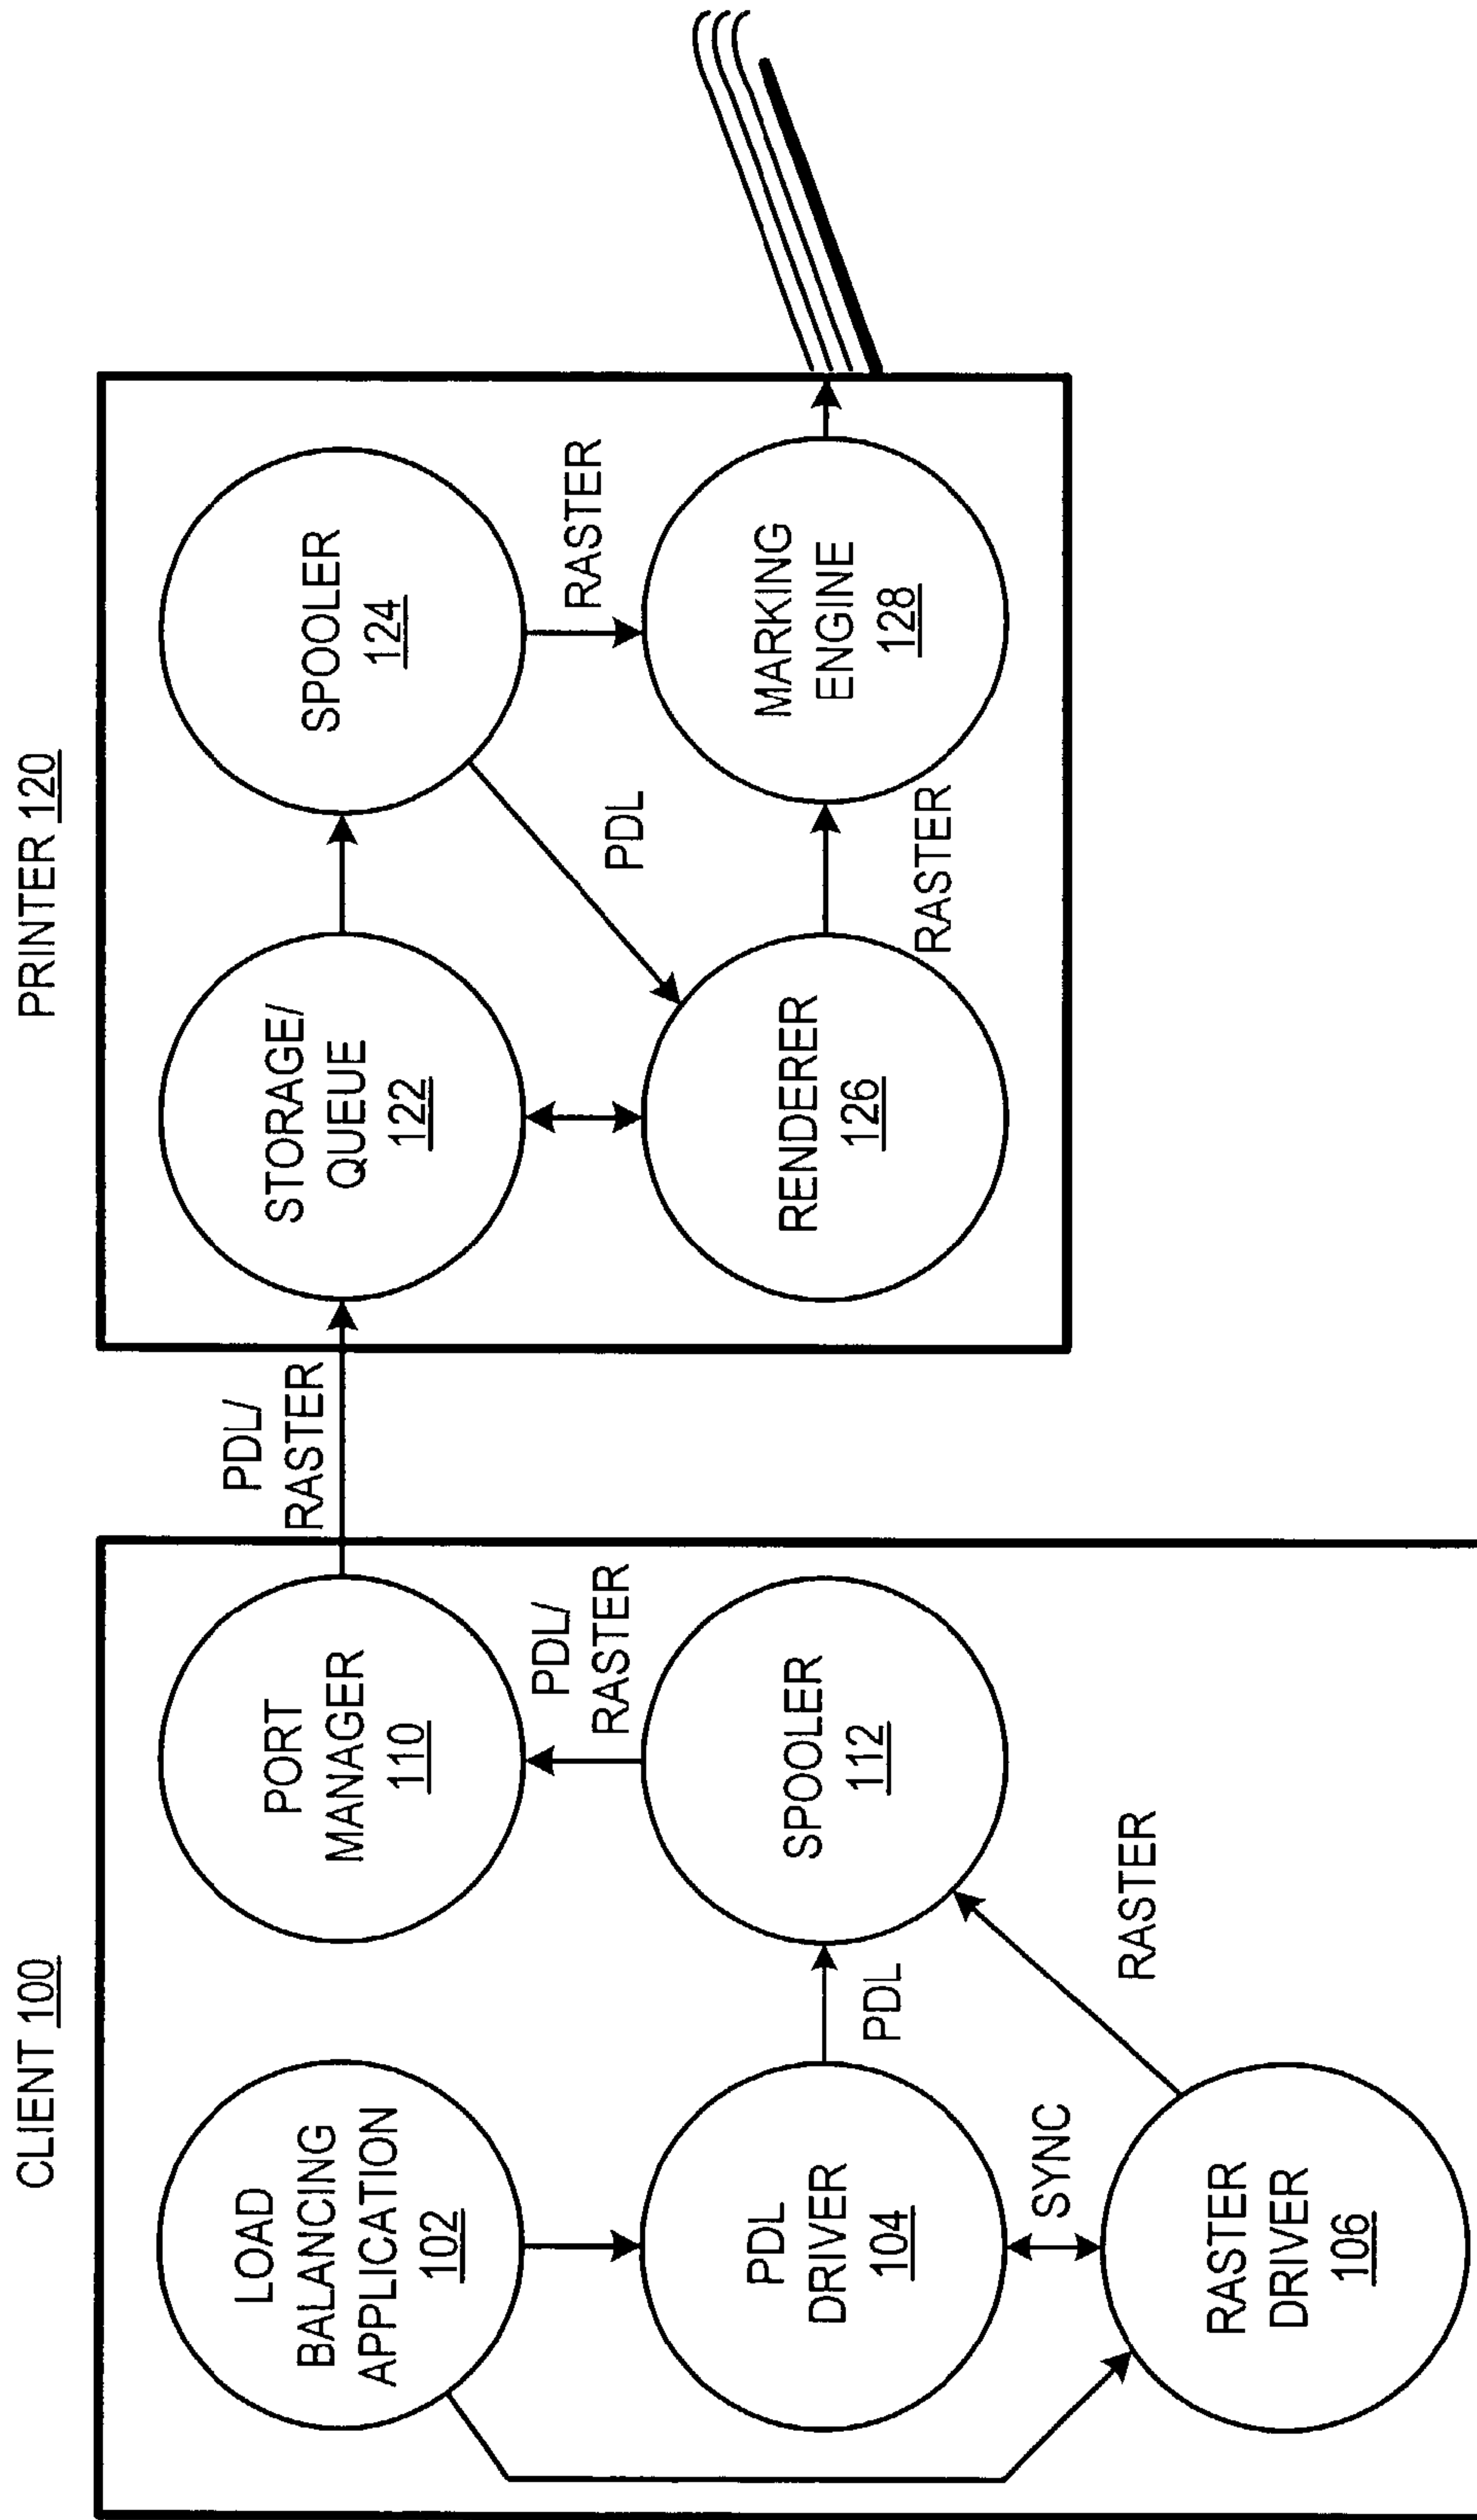 CLIENT 100
LOAD
BALANCING
APPLICATION
102
PORT
MANAGER
110
PDL/
RASTER
PDL
DRIVER
104
PDL
SPOOLER
112
SYNC
RASTER
RASTER
DRIVER
106
PDL/
RASTER
PRINTER 120
STORAGE/
QUEUE
122
SPOOLER
124
PDL
RASTER
RENDERER
126
RASTER
MARKING
ENGINE
128